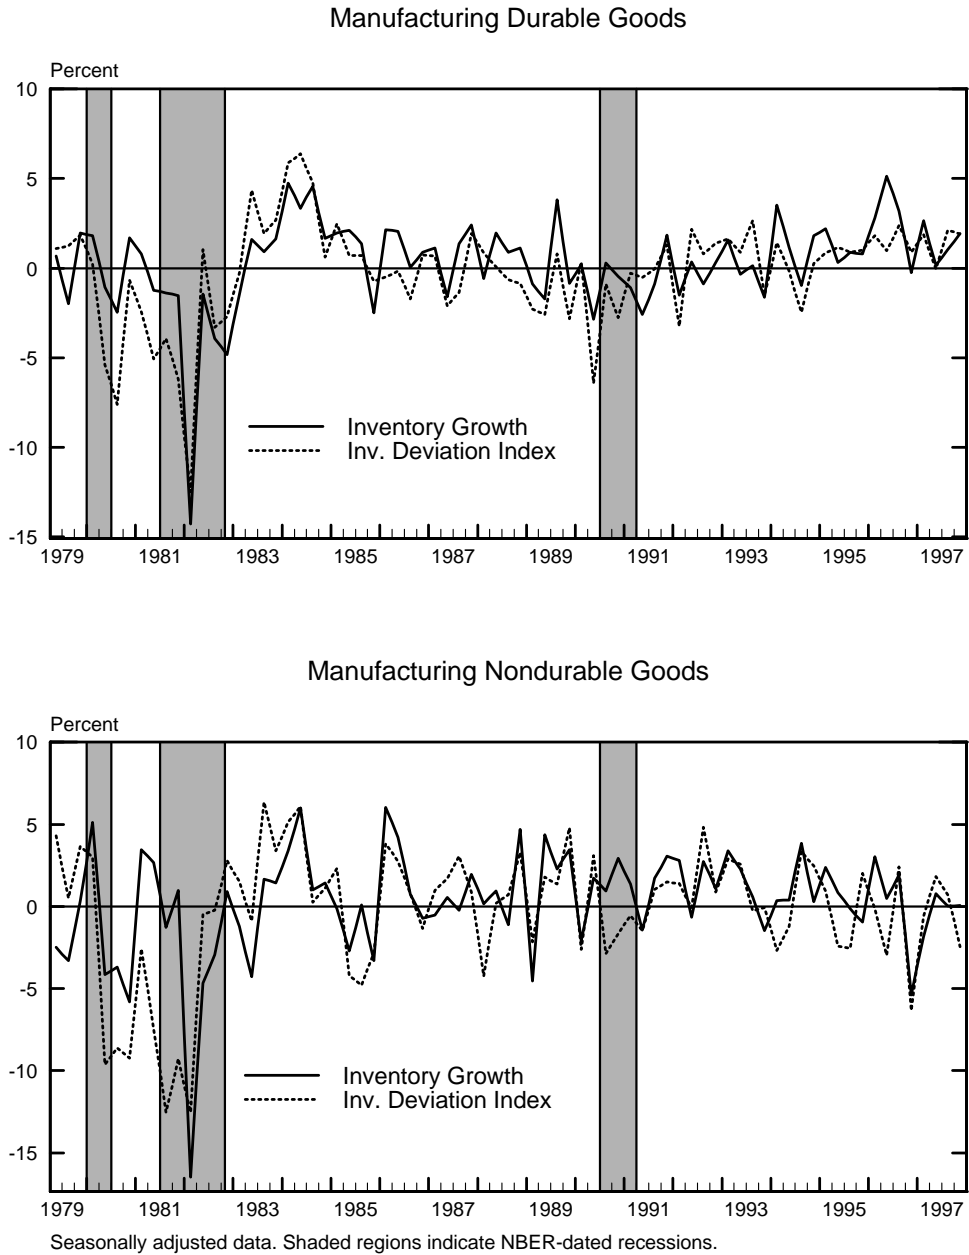 Manufacturing Durable Goods
Percent
10
5
0
-5
-10
-15
Inventory Growth
Inv. Deviation Index
1979 1981 1983 1985 1987 1989 1991 1993 1995 1997
Manufacturing Nondurable Goods
Percent
10
5
0
-5
-10
-15
Inventory Growth
Inv. Deviation Index
1979 1981 1983 1985 1987 1989 1991 1993 1995 1997
Seasonally adjusted data. Shaded regions indicate NBER-dated recessions.